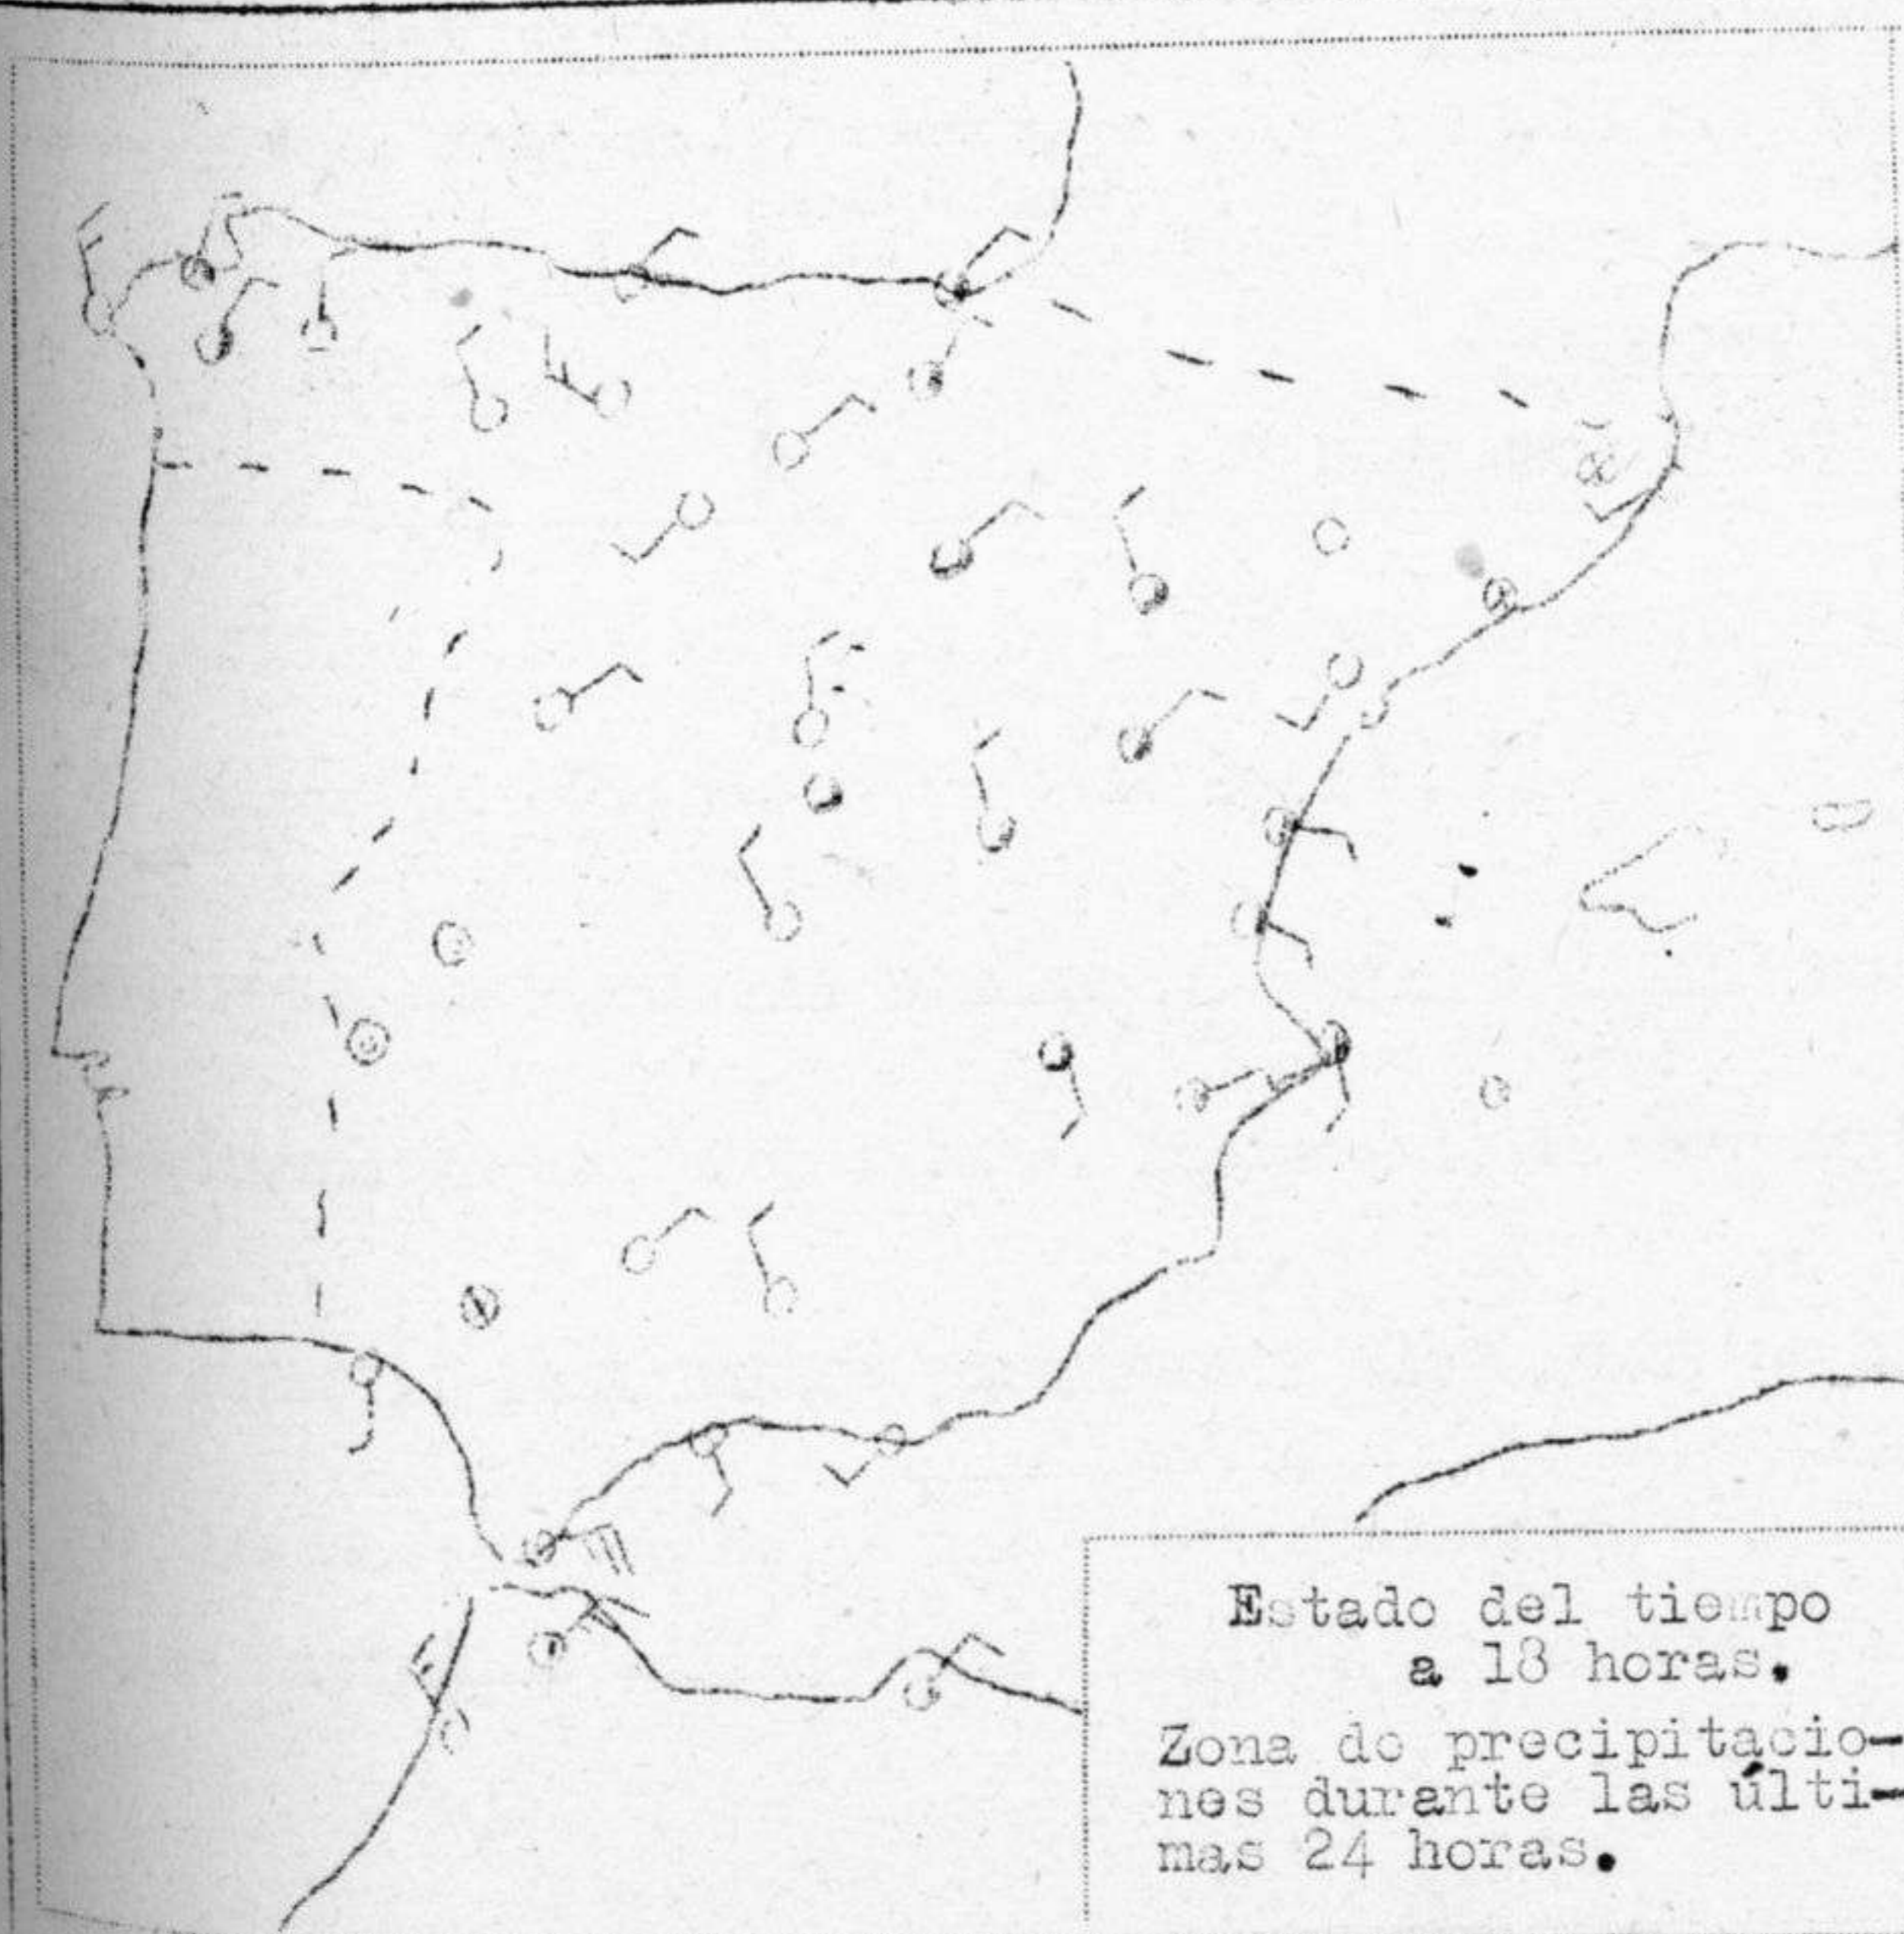 Estado del tiempo
a 18 horas.
Zona de precipitacio-
nes durante las últi-
mas 24 horas.